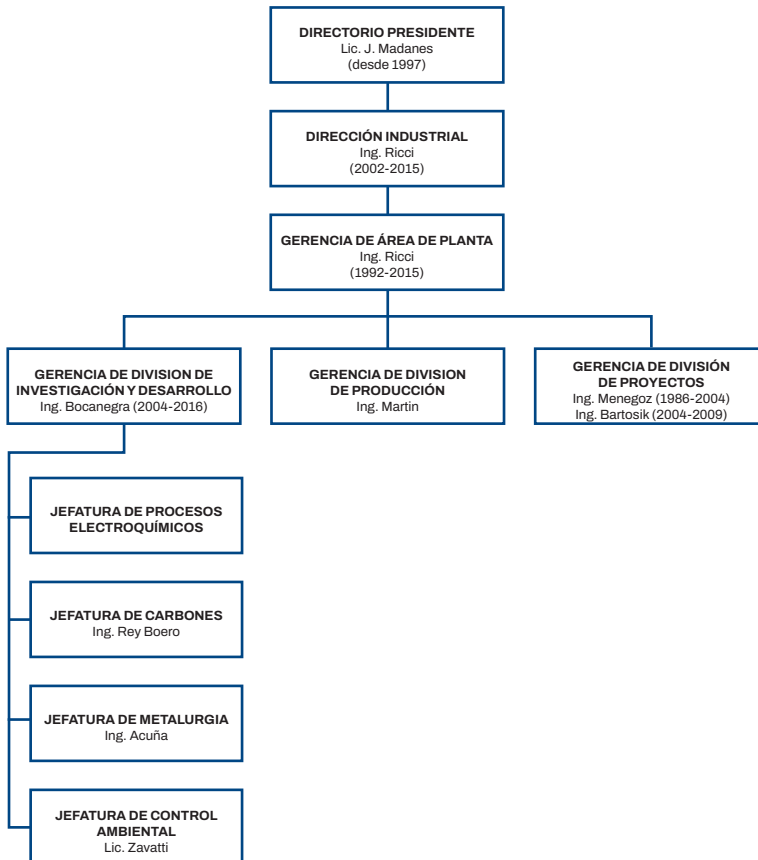 DIRECTORIO PRESIDENTE
Lic. J. Madanes
(desde 1997)
DIRECCIÓN INDUSTRIAL
Ing. Ricci
(2002-2015)
GERENCIA DE ÁREA DE PLANTA
Ing. Ricci
(1992-2015)
GERENCIA DE DIVISION DE
INVESTIGACIÓN Y DESARROLLO
Ing. Bocanegra (2004-2016)
GERENCIA DE DIVISION
DE PRODUCCIÓN
Ing. Martin
GERENCIA DE DIVISIÓN
DE PROYECTOS
Ing. Menegoz (1986-2004)
Ing. Bartosik (2004-2009)
JEFATURA DE PROCESOS
ELECTROQUÍMICOS
JEFATURA DE CARBONES
Ing. Rey Boero
JEFATURA DE METALURGIA
Ing. Acuña
JEFATURA DE CONTROL
AMBIENTAL
Lic. Zavatti